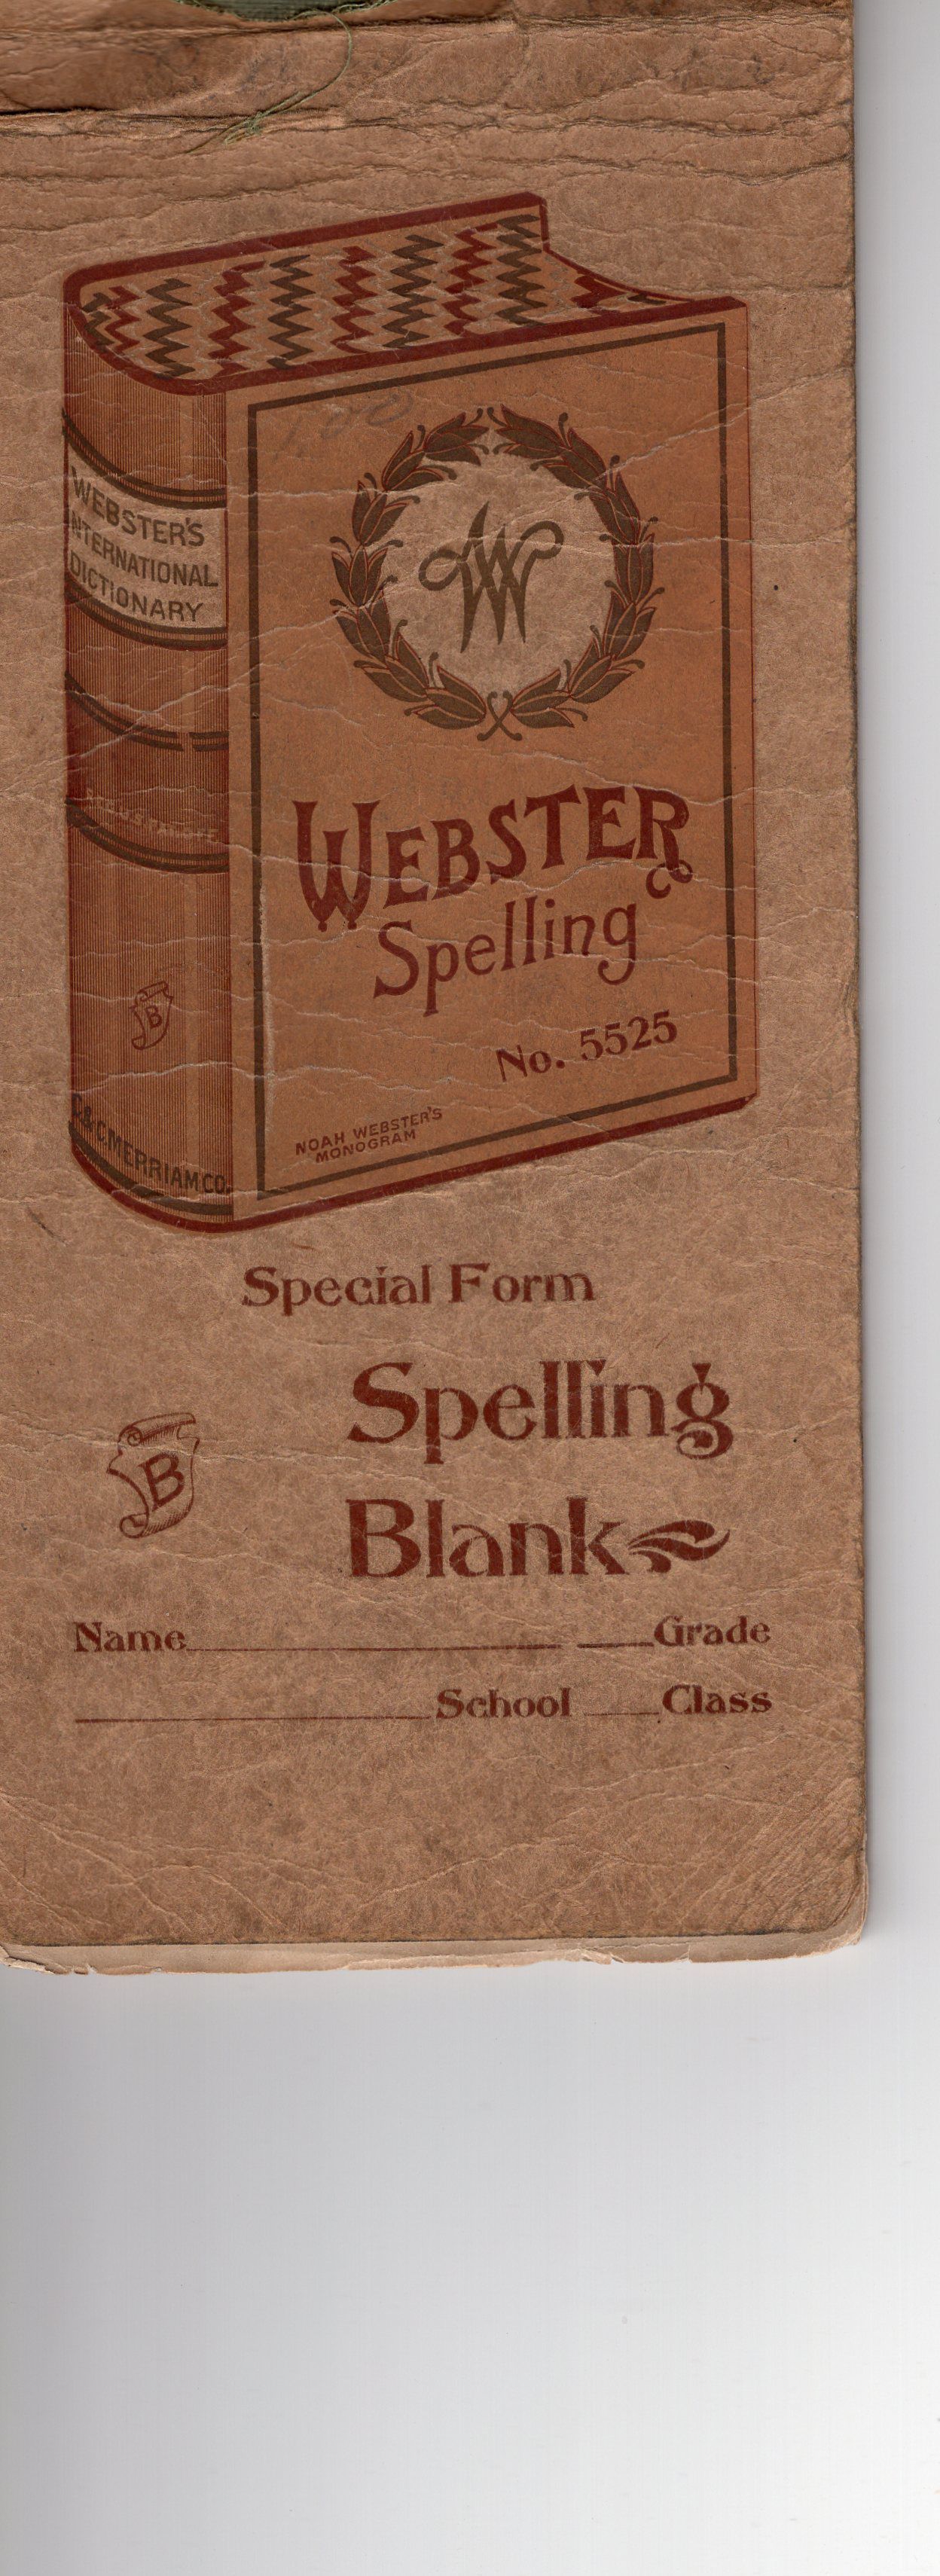 WEBSTER'S
INTERNATIONAL
DICTIONARY
B
G.&C. MERRIAM CO.
100
W
WEBSTER
Spelling
No. 5525
NOAH WEBSTER'S
MONOGRAM
Special Form
Spelling
B
Blank
Name Grade
School Class